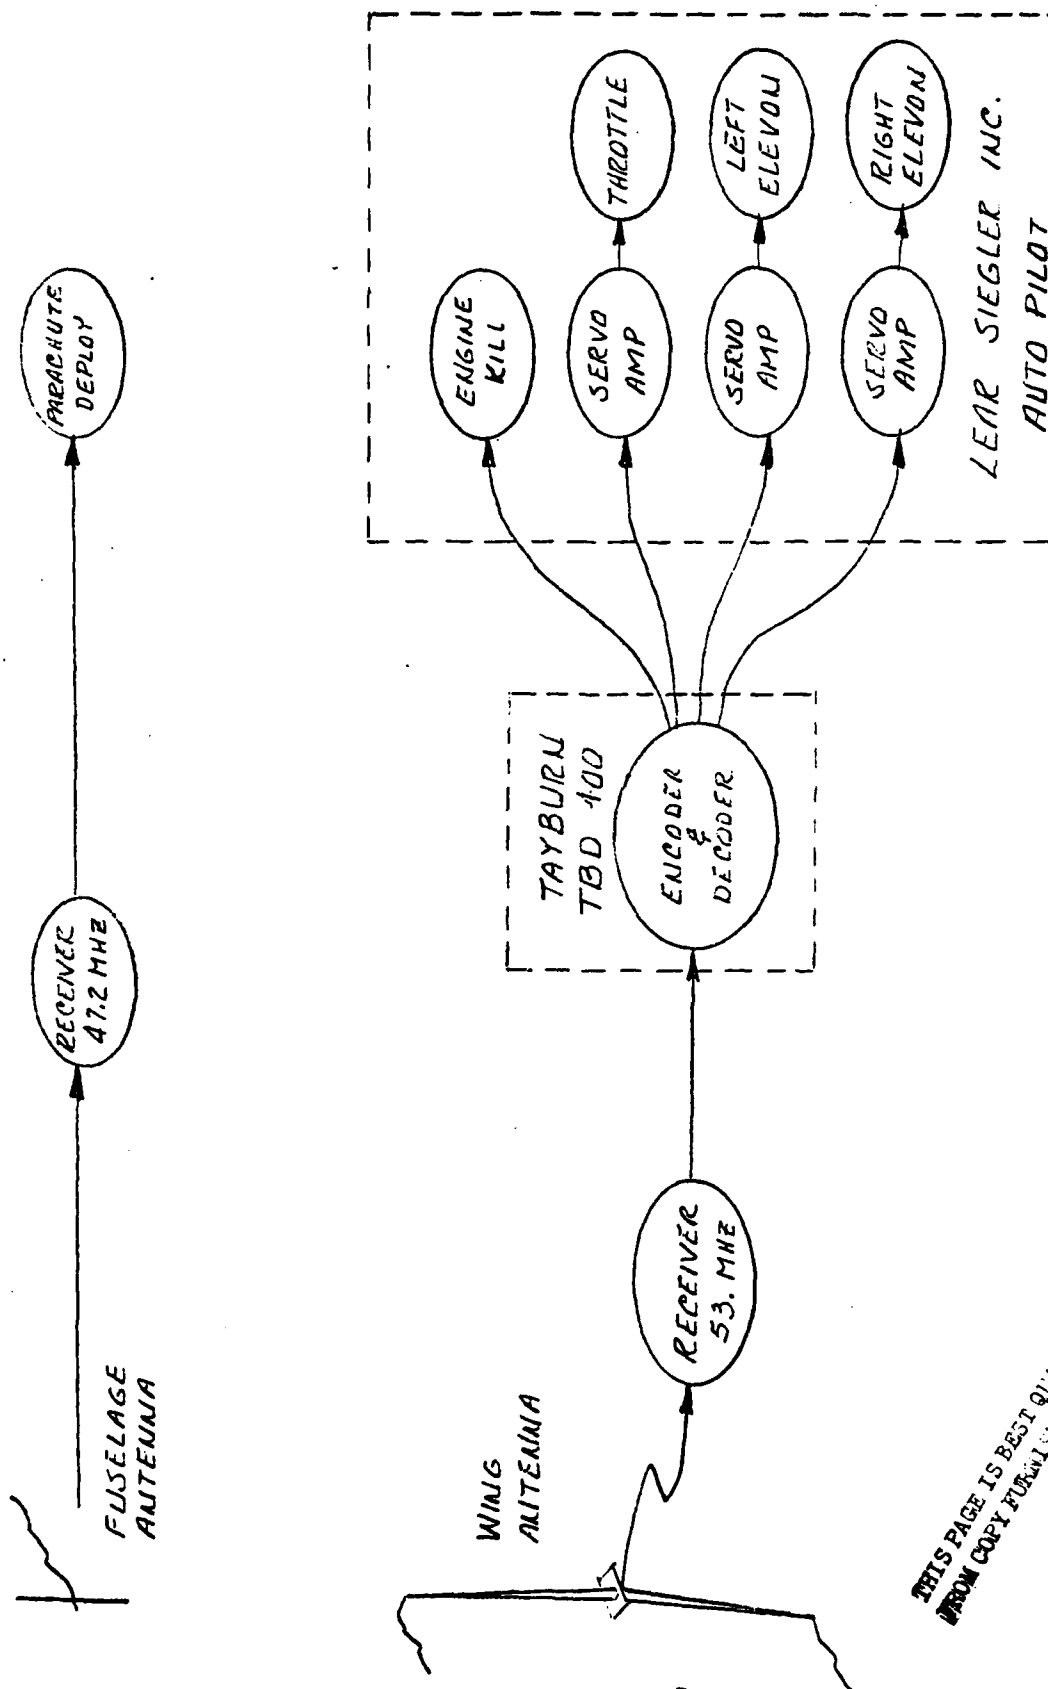 FUSELAGE
ANTENNA
RECEIVER
47.2 MHZ
PARACHUTE
DEPLOY
WING
ANTENNA
RECEIVER
53. MHZ
TAYBURN
TBD 400
ENCODER
&
DECODER
ENGINE
KILL
SERVO
AMP
THROTTLE
SERVO
AMP
LEFT
ELEVON
SERVO
AMP
RIGHT
ELEVON
LEAR SIEGLER INC.
AUTO PILOT
THIS PAGE IS BEST
FROM COPY